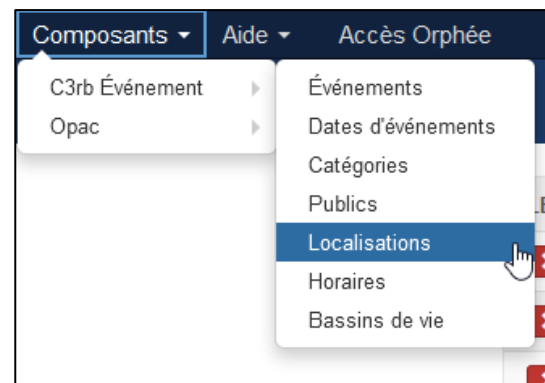 Composants Aide Accès Orphée
C3rb Événement
Opac
Événements
Dates d'événements
Catégories
Publics
Localisations
Horaires
Bassins de vie